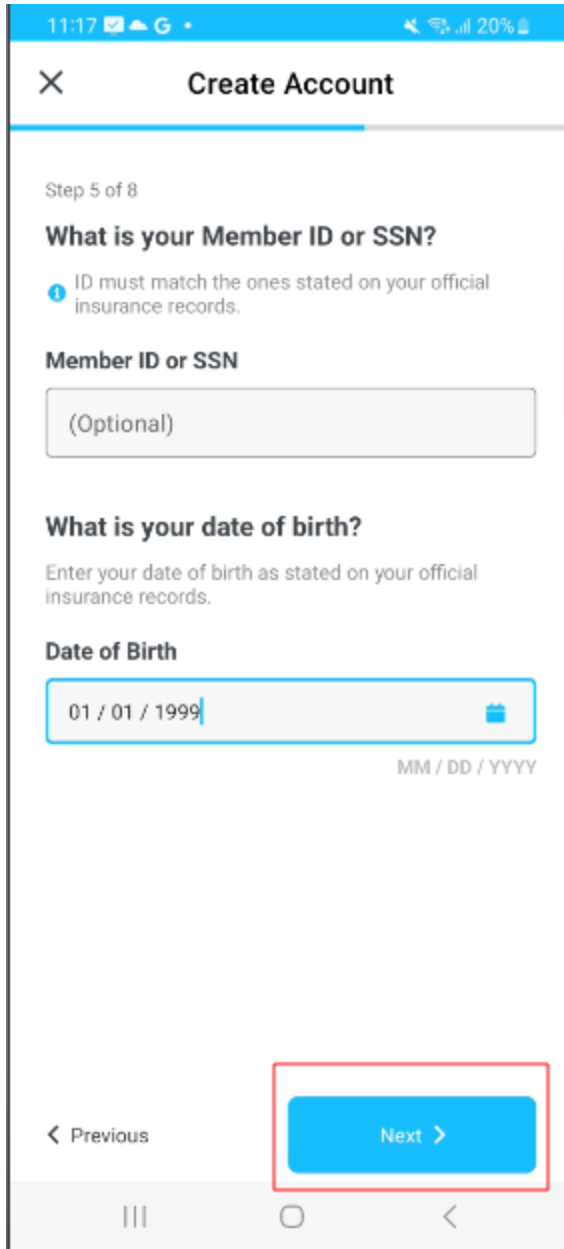 11:17 G • 20%
Create Account
Step 5 of 8
What is your Member ID or SSN?
ID must match the ones stated on your official
insurance records.
Member ID or SSN
(Optional)
What is your date of birth?
Enter your date of birth as stated on your official
insurance records.
Date of Birth
01 / 01 / 1999
MM / DD / YYYY
Previous
Next